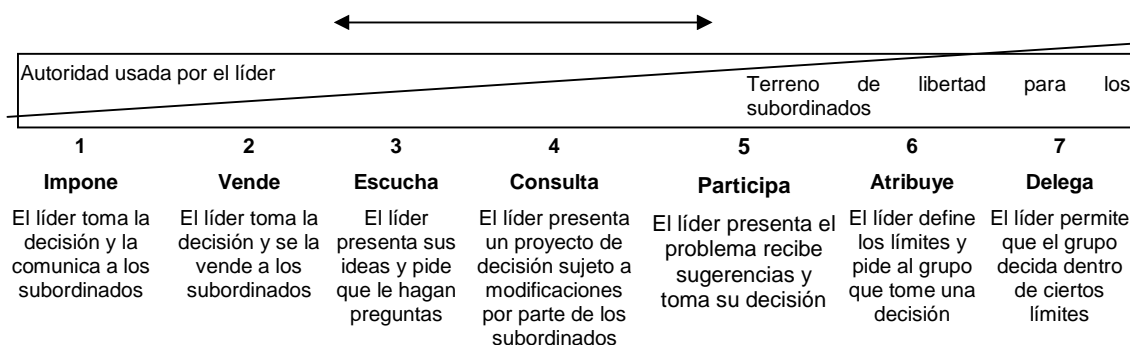 Autoridad usada por el líder
Terreno de libertad para los
subordinados
1
Impone
El líder toma la
decisión y la
comunica a los
subordinados
2
Vende
El líder toma la
decisión y se la
vende a los
subordinados
3
Escucha
El líder
presenta sus
ideas y pide
que le hagan
preguntas
4
Consulta
El líder presenta
un proyecto de
decisión sujeto a
modificaciones
por parte de los
subordinados
5
Participa
El líder presenta el
problema recibe
sugerencias y
toma su decisión
6
Atribuye
El líder define
los límites y
pide al grupo
que tome una
decisión
7
Delega
El líder permite
que el grupo
decida dentro
de ciertos
límites